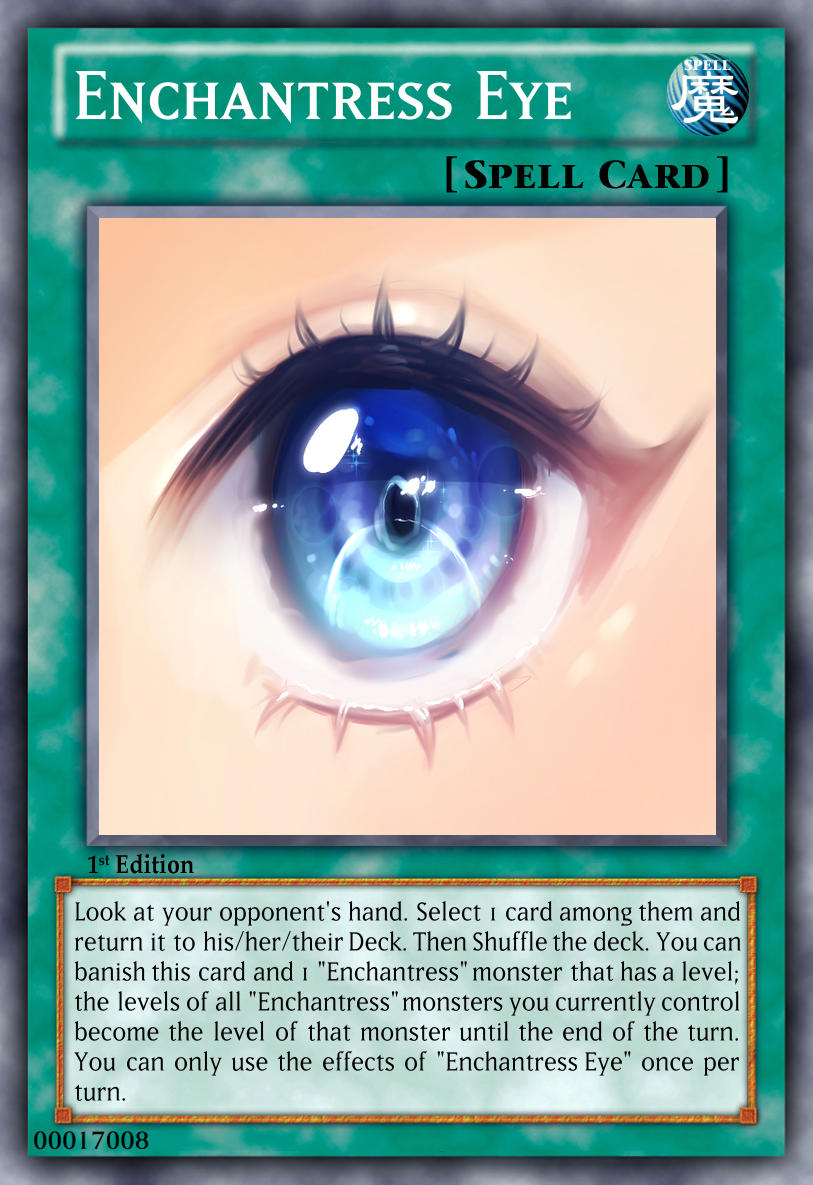 Enchantress Eye
SPELL
魔
[Spell Card]
1st Edition
Look at your opponent's hand. Select 1 card among them and
return it to his/her/their Deck. Then Shuffle the deck. You can
banish this card and 1 "Enchantress" monster that has a level;
the levels of all "Enchantress" monsters you currently control
become the level of that monster until the end of the turn.
You can only use the effects of "Enchantress Eye" once per
turn.
00017008